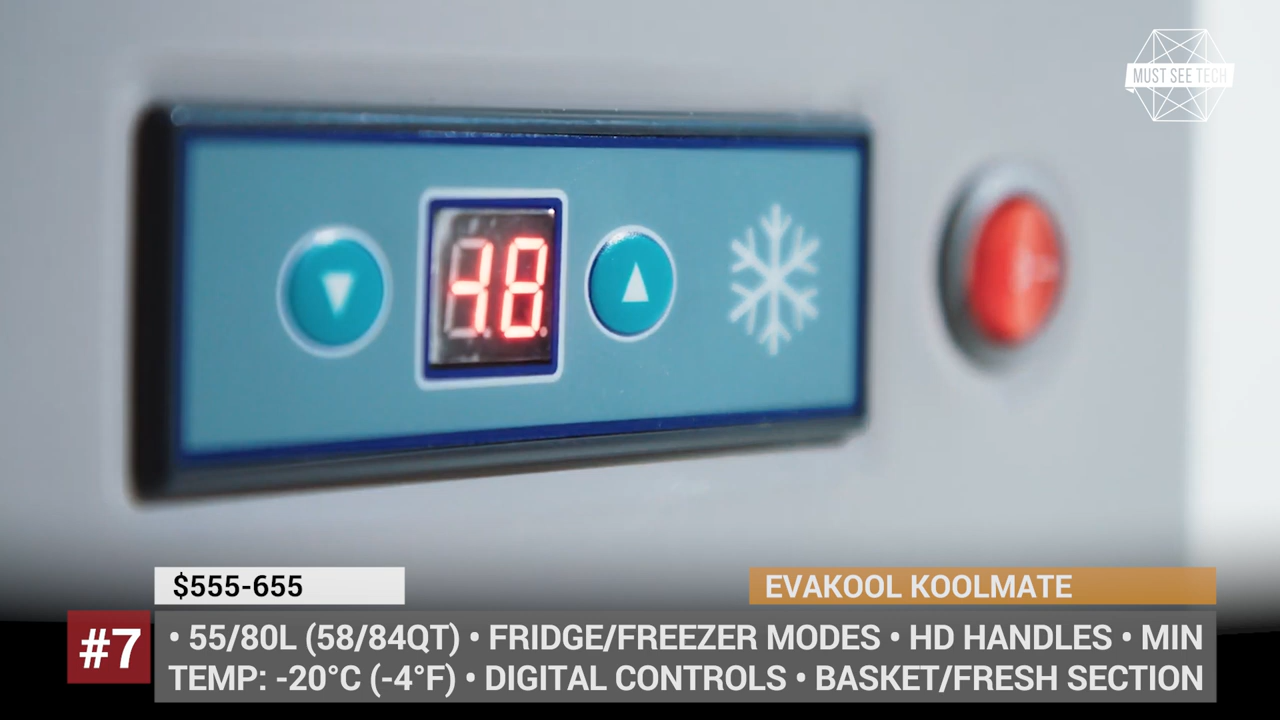 MUST SEE TECH
-18
$555-655
EVAKOOL KOOLMATE
#7
• 55/80L (58/84QT) • FRIDGE/FREEZER MODES • HD HANDLES • MIN
TEMP: -20°C (-4°F) • DIGITAL CONTROLS • BASKET/FRESH SECTION